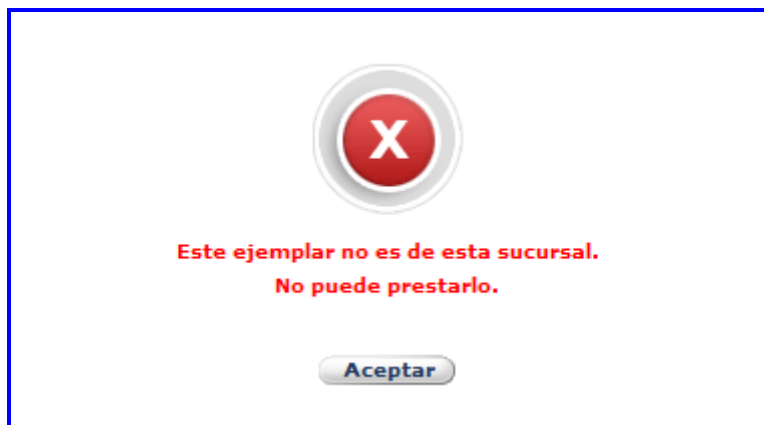 X
Este ejemplar no es de esta sucursal.
No puede prestarlo.
Aceptar